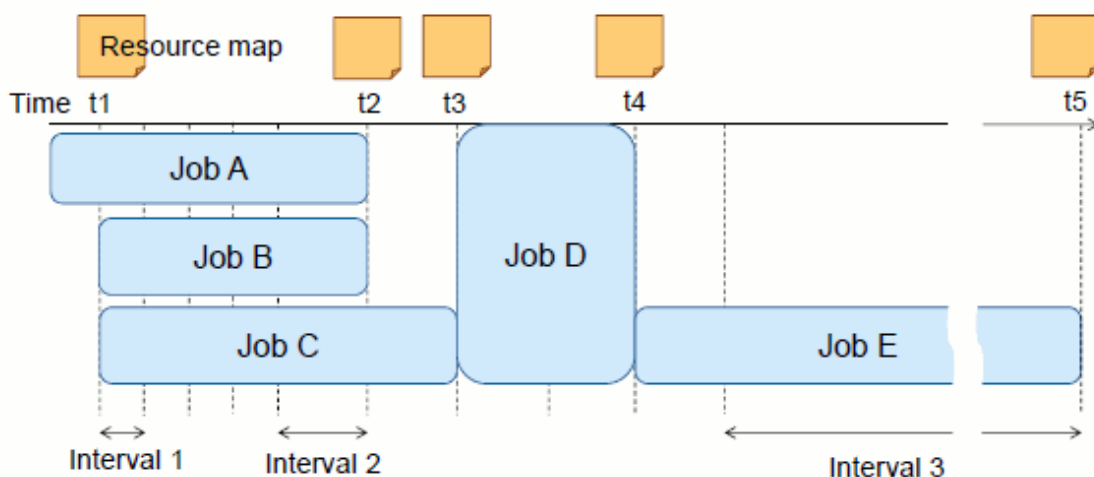 Resource map
Time t1 t2 t3 t4 t5
Job A
Job B
Job D
Job C
Job E
Interval 1
Interval 2
Interval 3